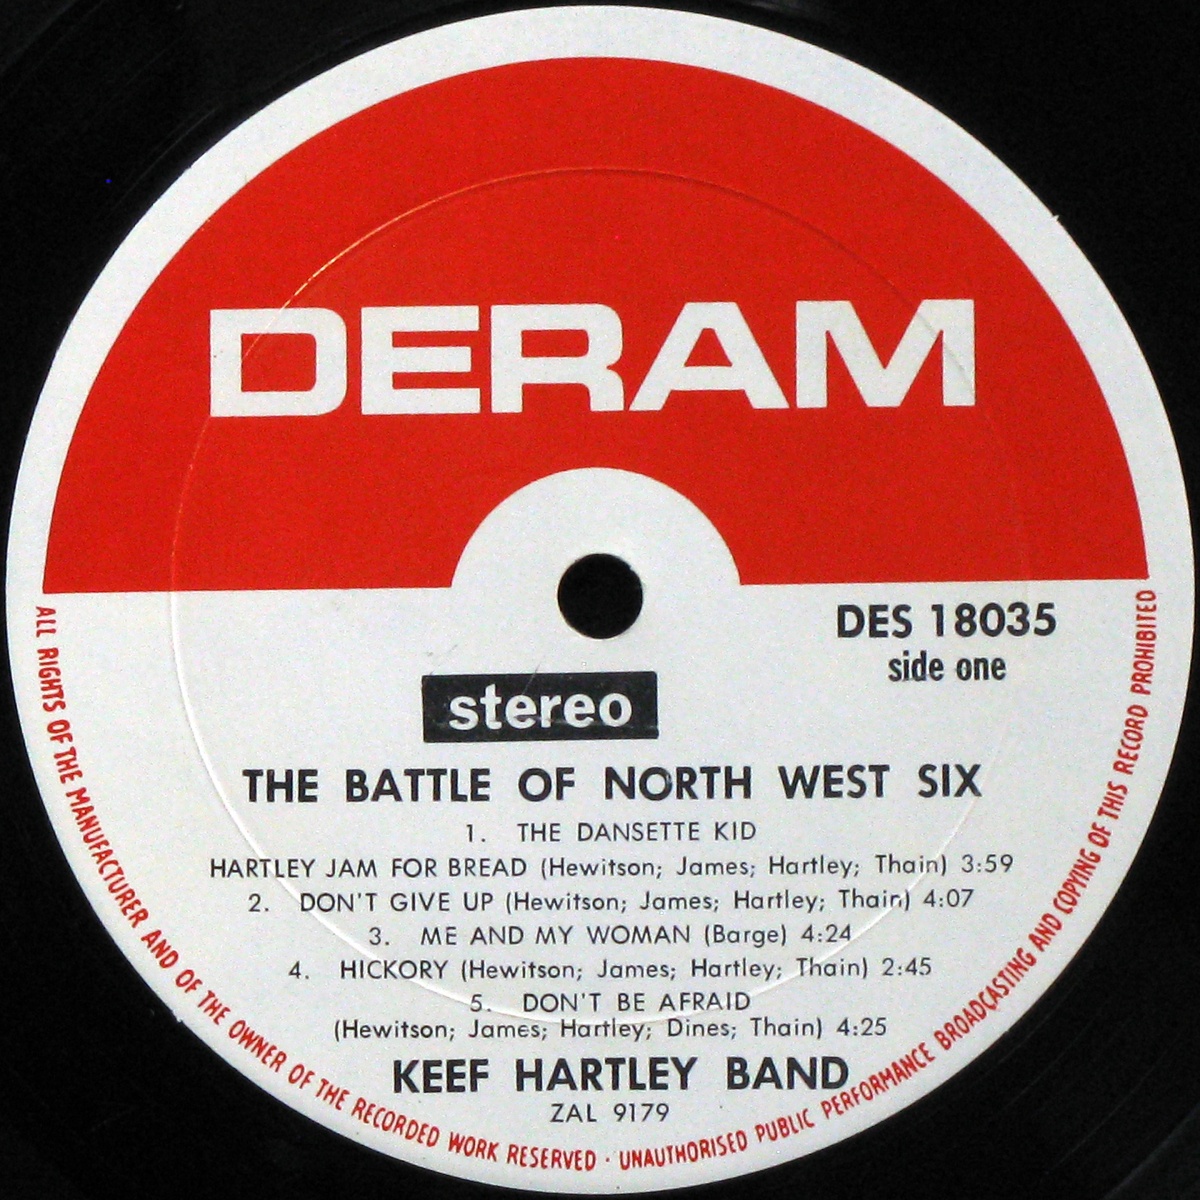 DERAM
DES 18035
side one
stereo
THE BATTLE OF NORTH WEST SIX
1. THE DANSETTE KID
HARTLEY JAM FOR BREAD (Hewitson; James; Hartley; Thain) 3:59
2. DON'T GIVE UP (Hewitson; James; Hartley; Thain) 4:07
3. ME AND MY WOMAN (Barge) 4:24
4. HICKORY (Hewitson; James; Hartley; Thain) 2:45
5. DON'T BE AFRAID
(Hewitson; James; Hartley; Dines; Thain) 4:25
KEEF HARTLEY BAND
ZAL 9179
ALL RIGHTS OF THE MANUFACTURER AND OF THE OWNER OF THE RECORDED WORK RESERVED · UNAUTHORISED PUBLIC PERFORMANCE BROADCASTING AND COPYING OF THIS RECORD PROHIBITED